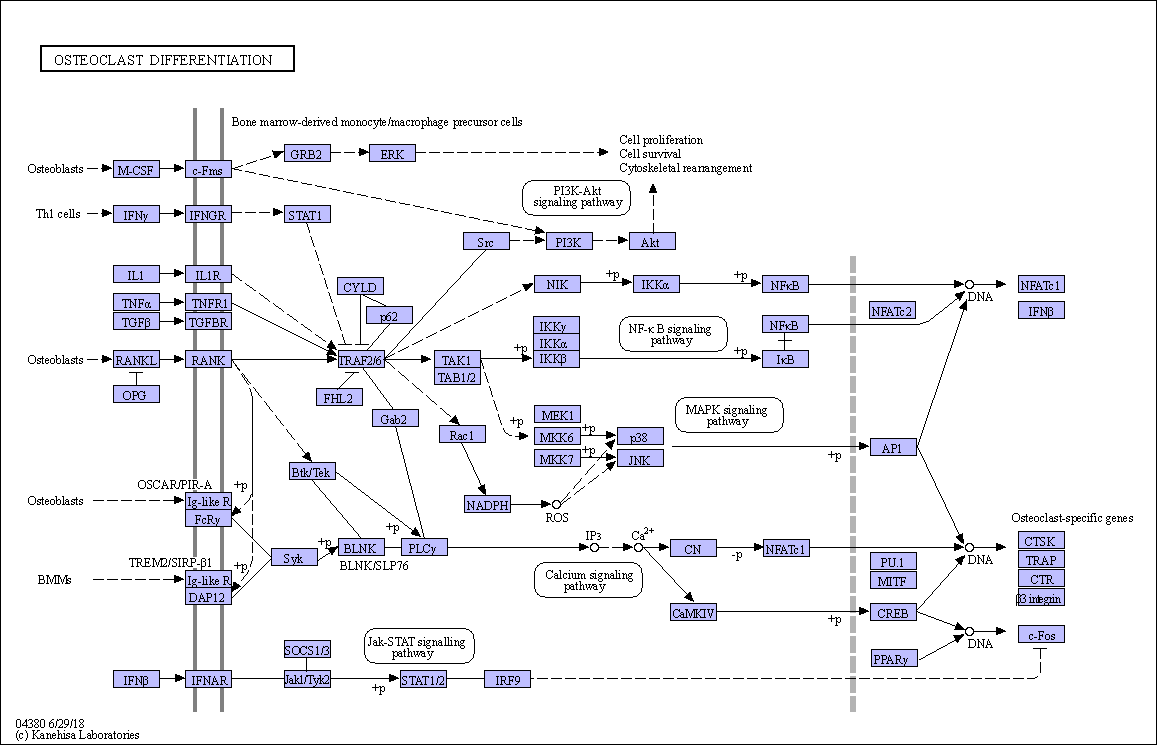 OSTEOCLAST DIFFERENTIATION
Bone marrow-derived monocyte/macrophage precursor cells
Osteoblasts
M-CSF
c-Fms
GRB2
ERK
Cell proliferation
Cell survival
Cytoskeletal rearrangement
PI3K-Akt
signaling pathway
Th1 cells
IFNγ
IFNGR
STAT1
Src
PI3K
Akt
IL1
IL1R
CYLD
NIK
+p
IKKα
+p
NFκB
DNA
NFATc1
TNFα
TNFR1
p62
NFATc2
IFNβ
TGFβ
TGFBR
IKKγ
IKKα
IKKβ
NF-κ B signaling
pathway
NFκB
Osteoblasts
RANKL
RANK
TRAF2/6
TAK1
TAB1/2
+p
+p
IκB
OPG
FHL2
Gab2
Rac1
+p
MEK1
MKK6
MKK7
+p
+p
p38
JNK
MAPK signaling
pathway
+p
AP1
Btk/Tek
OSCAR/PIR-A
+p
Osteoblasts
Ig-like R
FcRγ
NADPH
ROS
Osteoclast-specific genes
+p
+p
Syk
BLNK
BLNK/SLP76
PLCγ
IP3
Ca2+
CN
-p
NFATc1
DNA
CTSK
TRAP
CTR
β3 integrin
TREM2/SIRP-β1
+p
BMMs
Ig-like R
DAP12
Calcium signaling
pathway
PU.1
MITF
CaMKIV
+p
CREB
DNA
c-Fos
PPARγ
SOCS1/3
Jak-STAT signalling
pathway
IFNβ
IFNAR
Jak1/Tyk2
+p
STAT1/2
IRF9
04380 6/29/18
(c) Kanehisa Laboratories